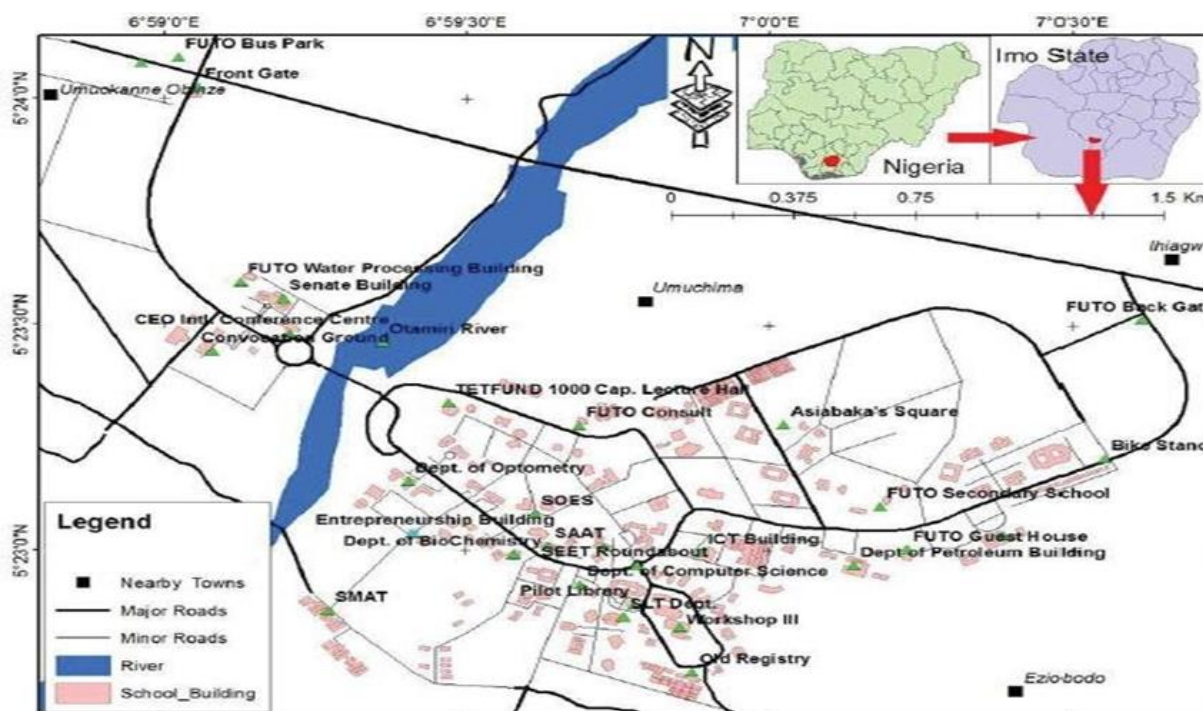 6°59'0"E
6°59'30"E
7°0'0"E
7°0'30"E
6°24'0"N
5°23'30"N
5°23'0"N
FUTO Bus Park
Front Gate
Umuokanne Obinze
N
Nigeria
Imo State
0 0.375 0.75 1.5 Km
Ihiagw
Umuchima
FUTO Water Processing Building
Senate Building
FUTO Back Gat
CEO Intl. Conference Centre
Convocation Ground
Otamiri River
TETFUND 1000 Cap. Lecture Hall
FUTO Consult
Asiabaka's Square
Bike Stand
Dept. of Optometry
FUTO Secondary School
SOES
Entrepreneurship Building
SAAT
ICT Building
FUTO Guest House
Dept. of BioChemistry
SEET Roundabout
Dept of Petroleum Building
Dept. of Computer Science
Pilot Library
SLT Dept.
SMAT
Workshop III
Old Registry
Ezio-bodo
Legend
Nearby Towns
Major Roads
Minor Roads
River
School_Building